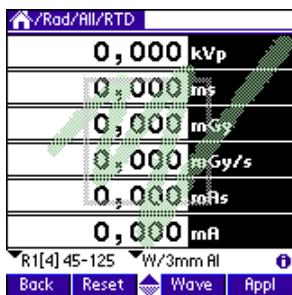 /Rad/All/RTD
0,000 kVp
0,000 ms
0,000 mGy
0,000 mGy/s
0,000 mAs
0,000 mA
R1[4] 45-125 W/3mm Al i
Back Reset Wave Appl